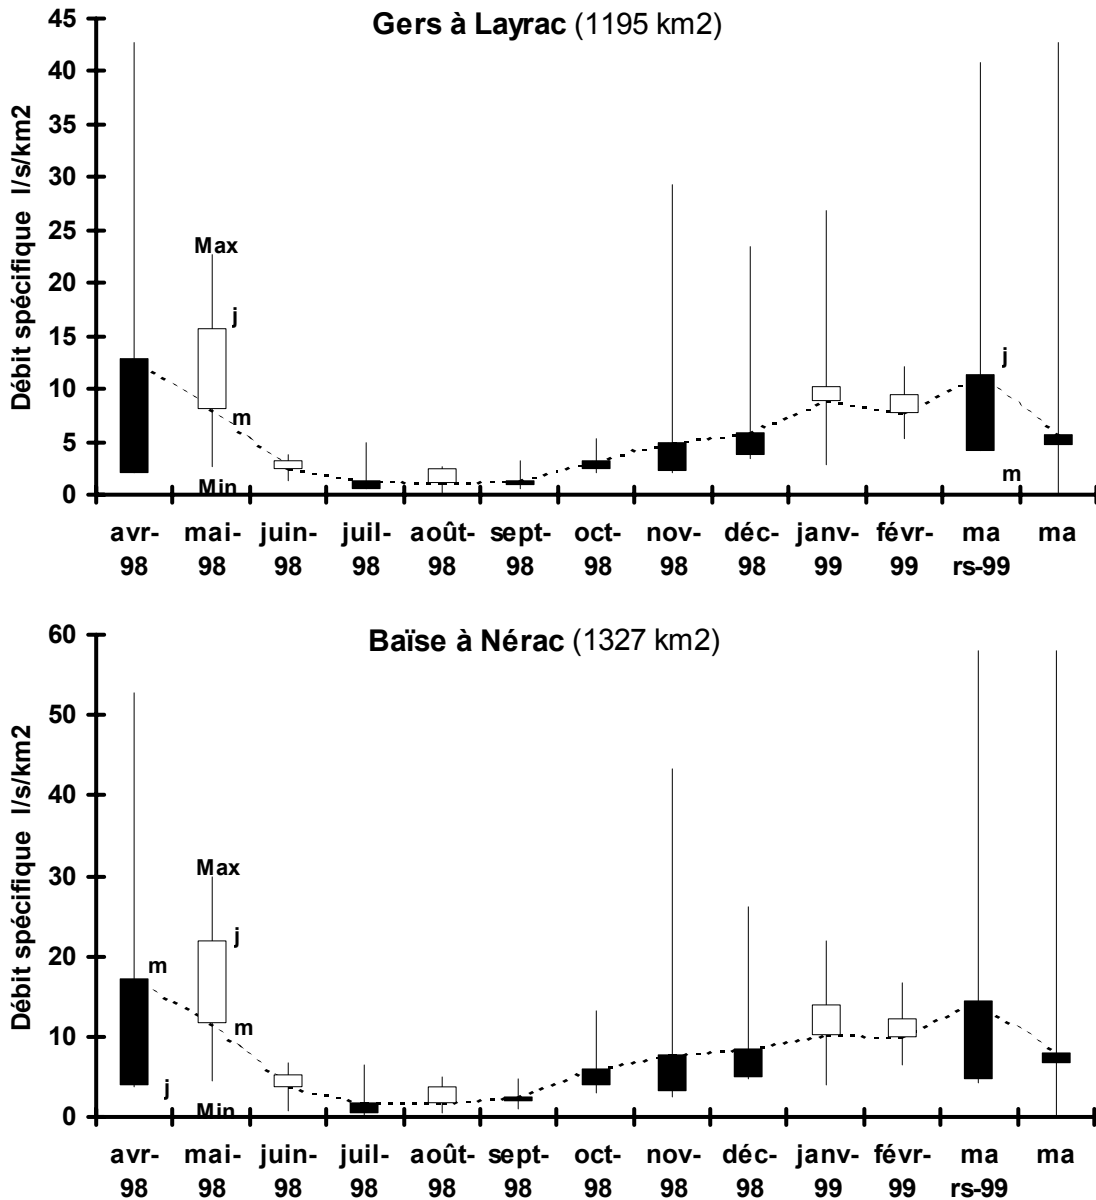 Gers à Layrac (1195 km2)
Débit spécifique l/s/km2
45
40
35
30
25
20
15
10
5
0
Max
j
m
Min
j
m
avr- mai- juin- juil- août- sept- oct- nov- déc- janv- févr- ma ma
98 98 98 98 98 98 98 98 98 99 99 rs-99
Baïse à Nérac (1327 km2)
Débit spécifique l/s/km2
60
50
40
30
20
10
0
Max
j
m
m
j
Min
avr- mai- juin- juil- août- sept- oct- nov- déc- janv- févr- ma ma
98 98 98 98 98 98 98 98 98 99 99 rs-99